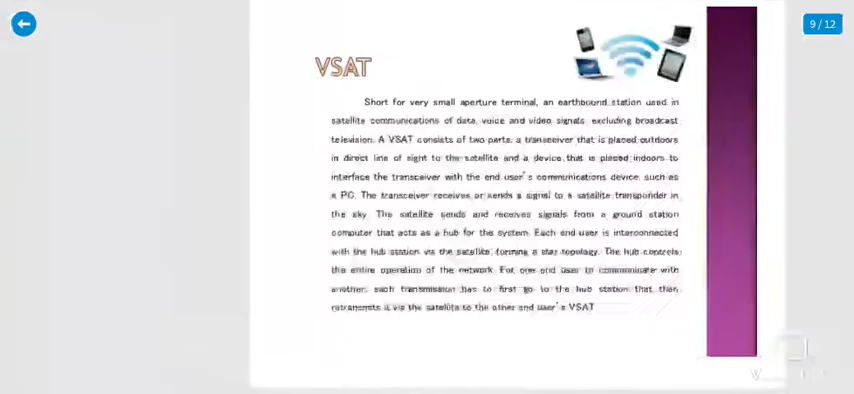 9 / 12
VSAT
Short for very small aperture terminal, an earthbound station used in
satellite communications of data, voice and video signals, excluding broadcast
television. A VSAT consists of two parts, a transceiver that is placed outdoors
in direct line of sight to the satellite and a device that is placed indoors to
interface the transceiver with the end user's communications device, such as
a PC. The transceiver receives or sends a signal to a satellite transponder in
the sky. The satellite sends and receives signals from a ground station
computer that acts as a hub for the system. Each end user is interconnected
with the hub station via the satellite, forming a star topology. The hub controls
the entire operation of the network. For one end user to communicate with
another, each transmission has to first go to the hub station that then
retransmits it via the satellite to the other end user's VSAT